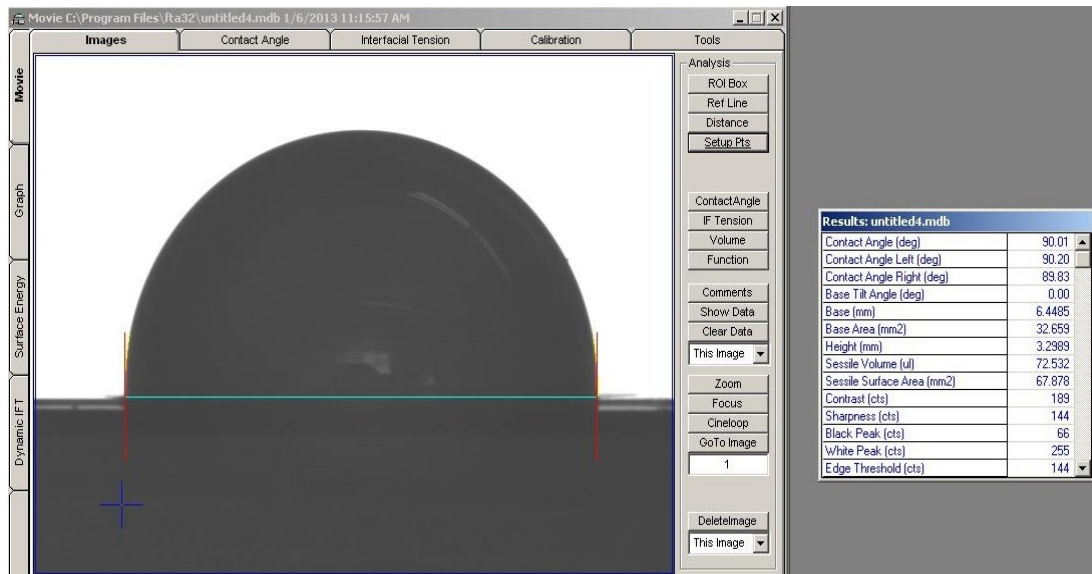 Movie C:\Program Files\fta32\untitled4.mdb 1/6/2013 11:15:57 AM
Images Contact Angle Interfacial Tension Calibration Tools
Movie
Graph
Surface Energy
Dynamic IFT
Analysis
ROI Box
Ref Line
Distance
Setup Pts
ContactAngle
IF Tension
Volume
Function
Comments
Show Data
Clear Data
This Image
Zoom
Focus
Cineloop
GoTo Image
1
DeleteImage
This Image
Results: untitled4.mdb
Contact Angle (deg) 90.01
Contact Angle Left (deg) 90.20
Contact Angle Right (deg) 89.83
Base Tilt Angle (deg) 0.00
Base (mm) 6.4485
Base Area (mm2) 32.659
Height (mm) 3.2989
Sessile Volume (ul) 72.532
Sessile Surface Area (mm2) 67.878
Contrast (cts) 189
Sharpness (cts) 144
Black Peak (cts) 66
White Peak (cts) 255
Edge Threshold (cts) 144